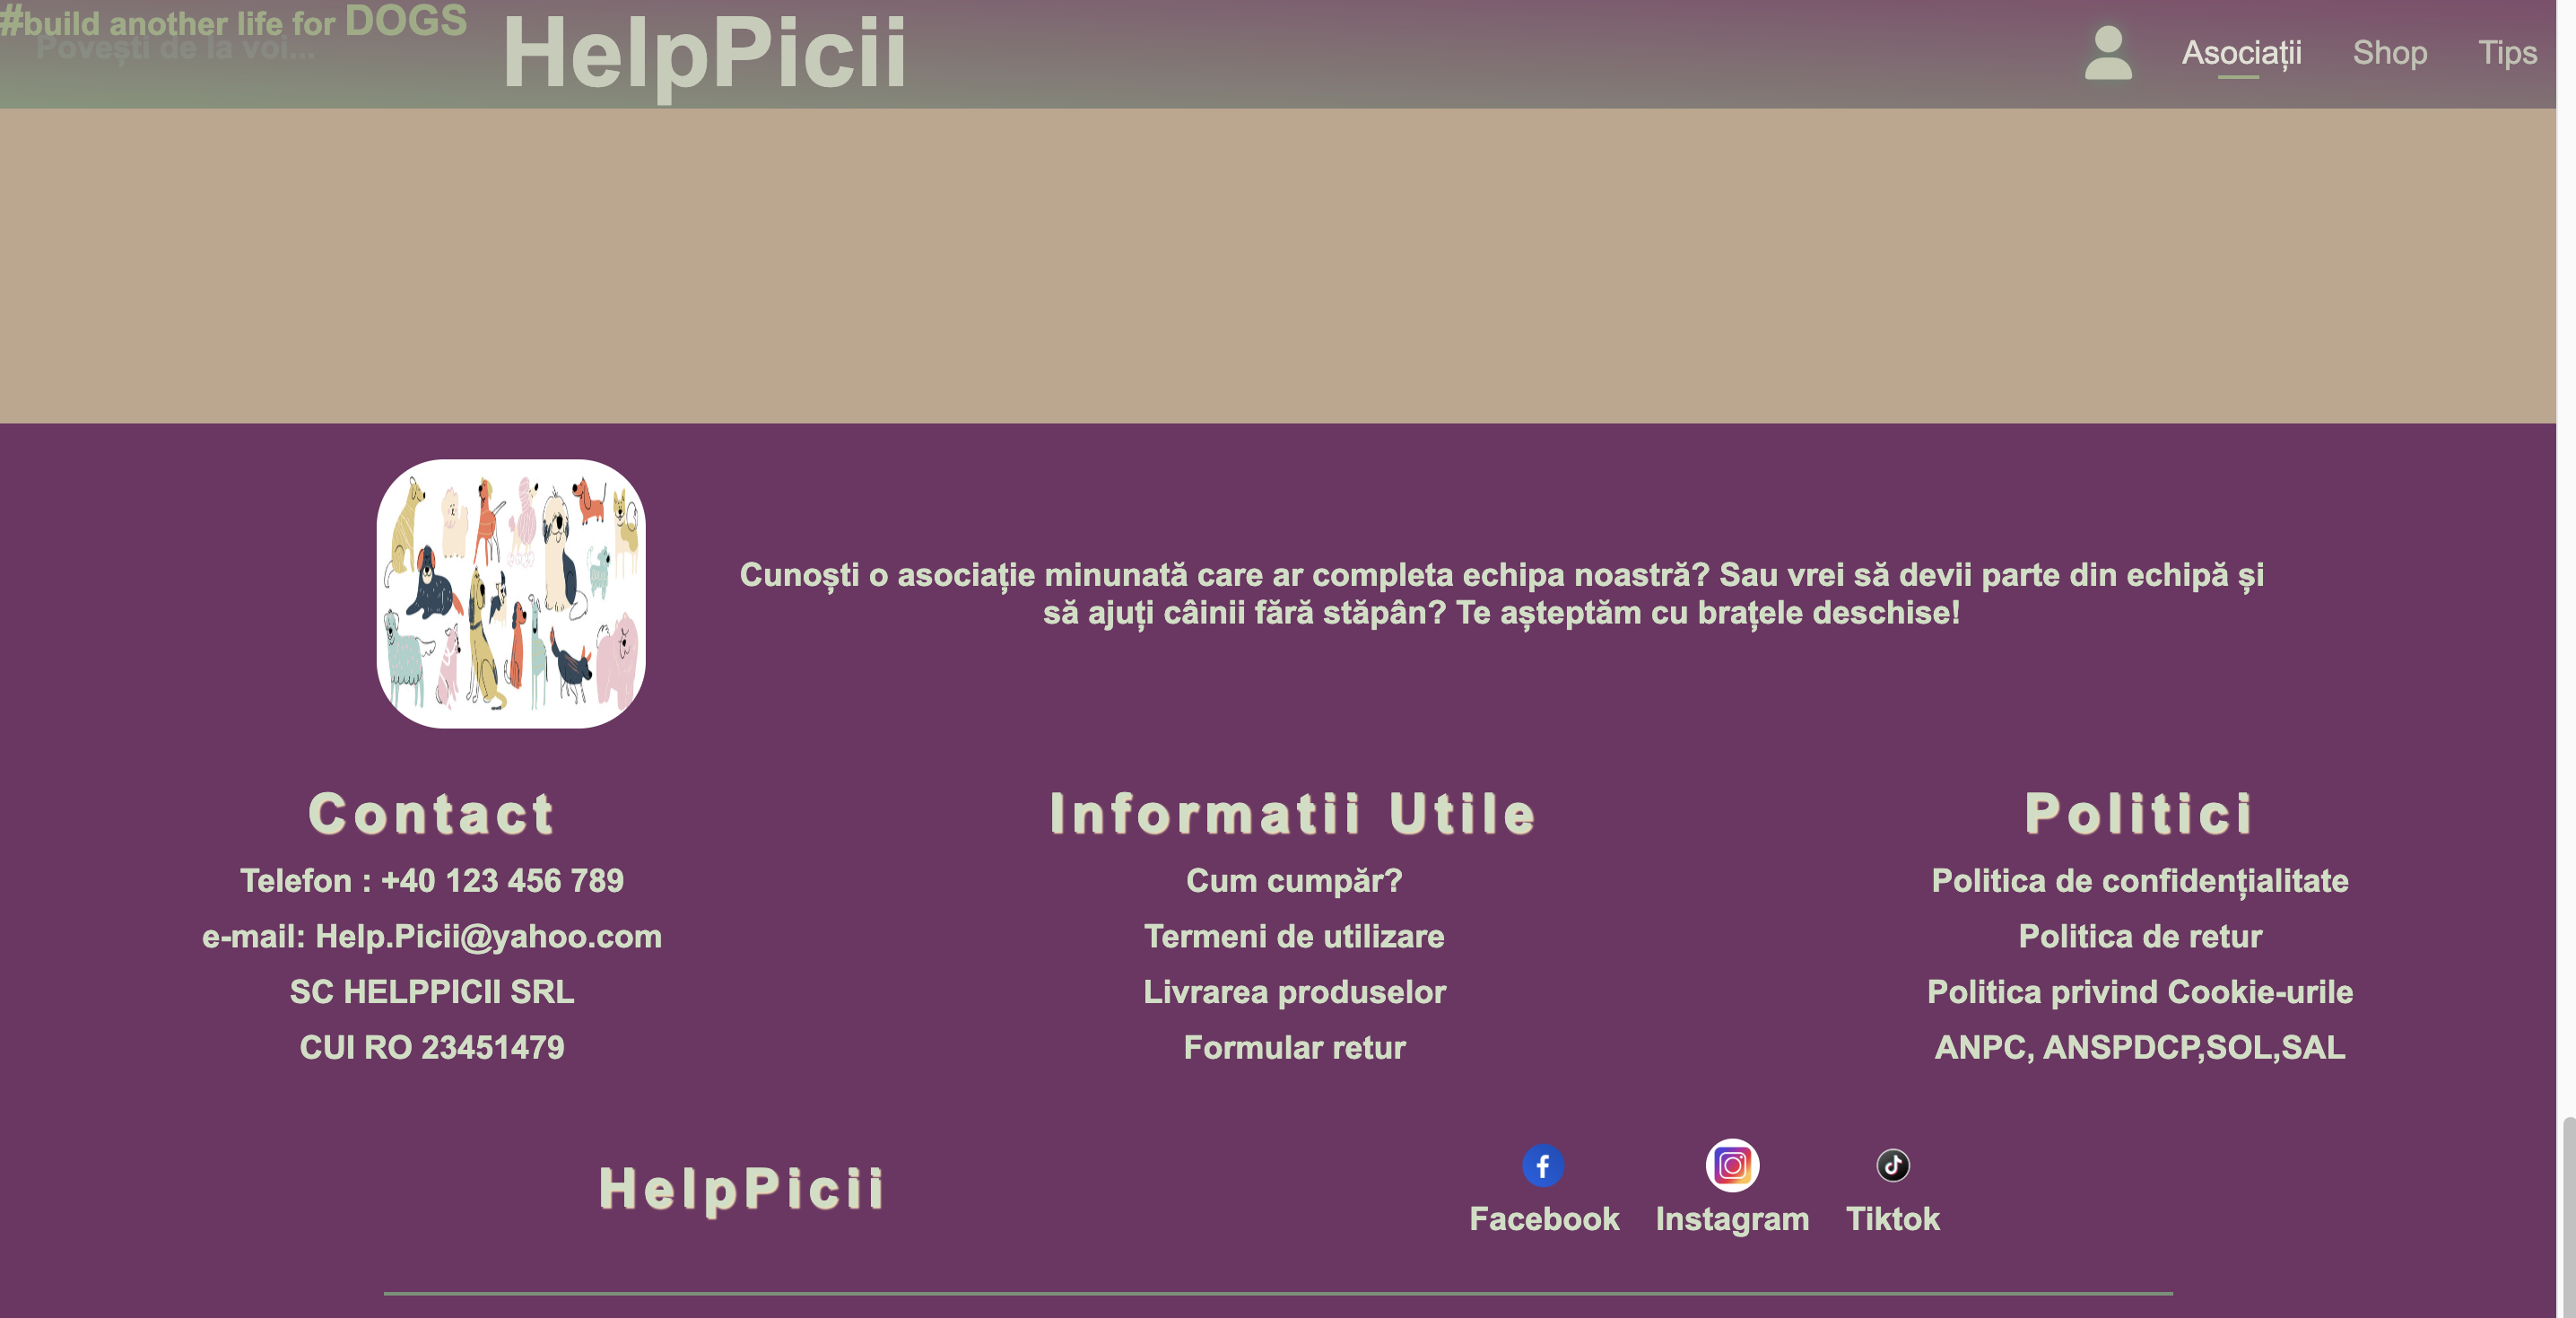 #build another life for DOGS
Povești de la voi...
HelpPicii
Asociații Shop Tips
Cunoști o asociație minunată care ar completa echipa noastră? Sau vrei să devii parte din echipă și
să ajuți câinii fără stăpân? Te așteptăm cu brațele deschise!
Contact
Telefon : +40 123 456 789
e-mail: Help.Picii@yahoo.com
SC HELPPICII SRL
CUI RO 23451479
Informatii Utile
Cum cumpăr?
Termeni de utilizare
Livrarea produselor
Formular retur
Politici
Politica de confidențialitate
Politica de retur
Politica privind Cookie-urile
ANPC, ANSPDCP,SOL,SAL
HelpPicii
Facebook Instagram Tiktok